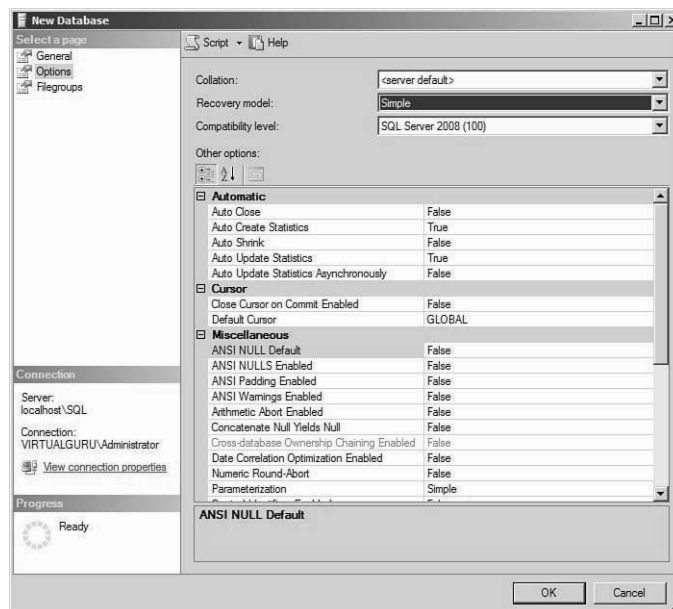 New Database
Select a page
General
Options
Filegroups
Script
Help
Collation:
<server default>
Recovery model:
Simple
Compatibility level:
SQL Server 2008 (100)
Other options:
Automatic
Auto Close False
Auto Create Statistics True
Auto Shrink False
Auto Update Statistics True
Auto Update Statistics Asynchronously False
Cursor
Close Cursor on Commit Enabled False
Default Cursor GLOBAL
Miscellaneous
ANSI NULL Default False
ANSI NULLS Enabled False
ANSI Padding Enabled False
ANSI Warnings Enabled False
Arithmetic Abort Enabled False
Concatenate Null Yields Null False
Cross-database Ownership Chaining Enabled False
Date Correlation Optimization Enabled False
Numeric Round-Abort False
Parameterization Simple
ANSI NULL Default
Connection
Server:
localhost\SQL
Connection:
VIRTUALGURU\Administrator
View connection properties
Progress
Ready
OK
Cancel